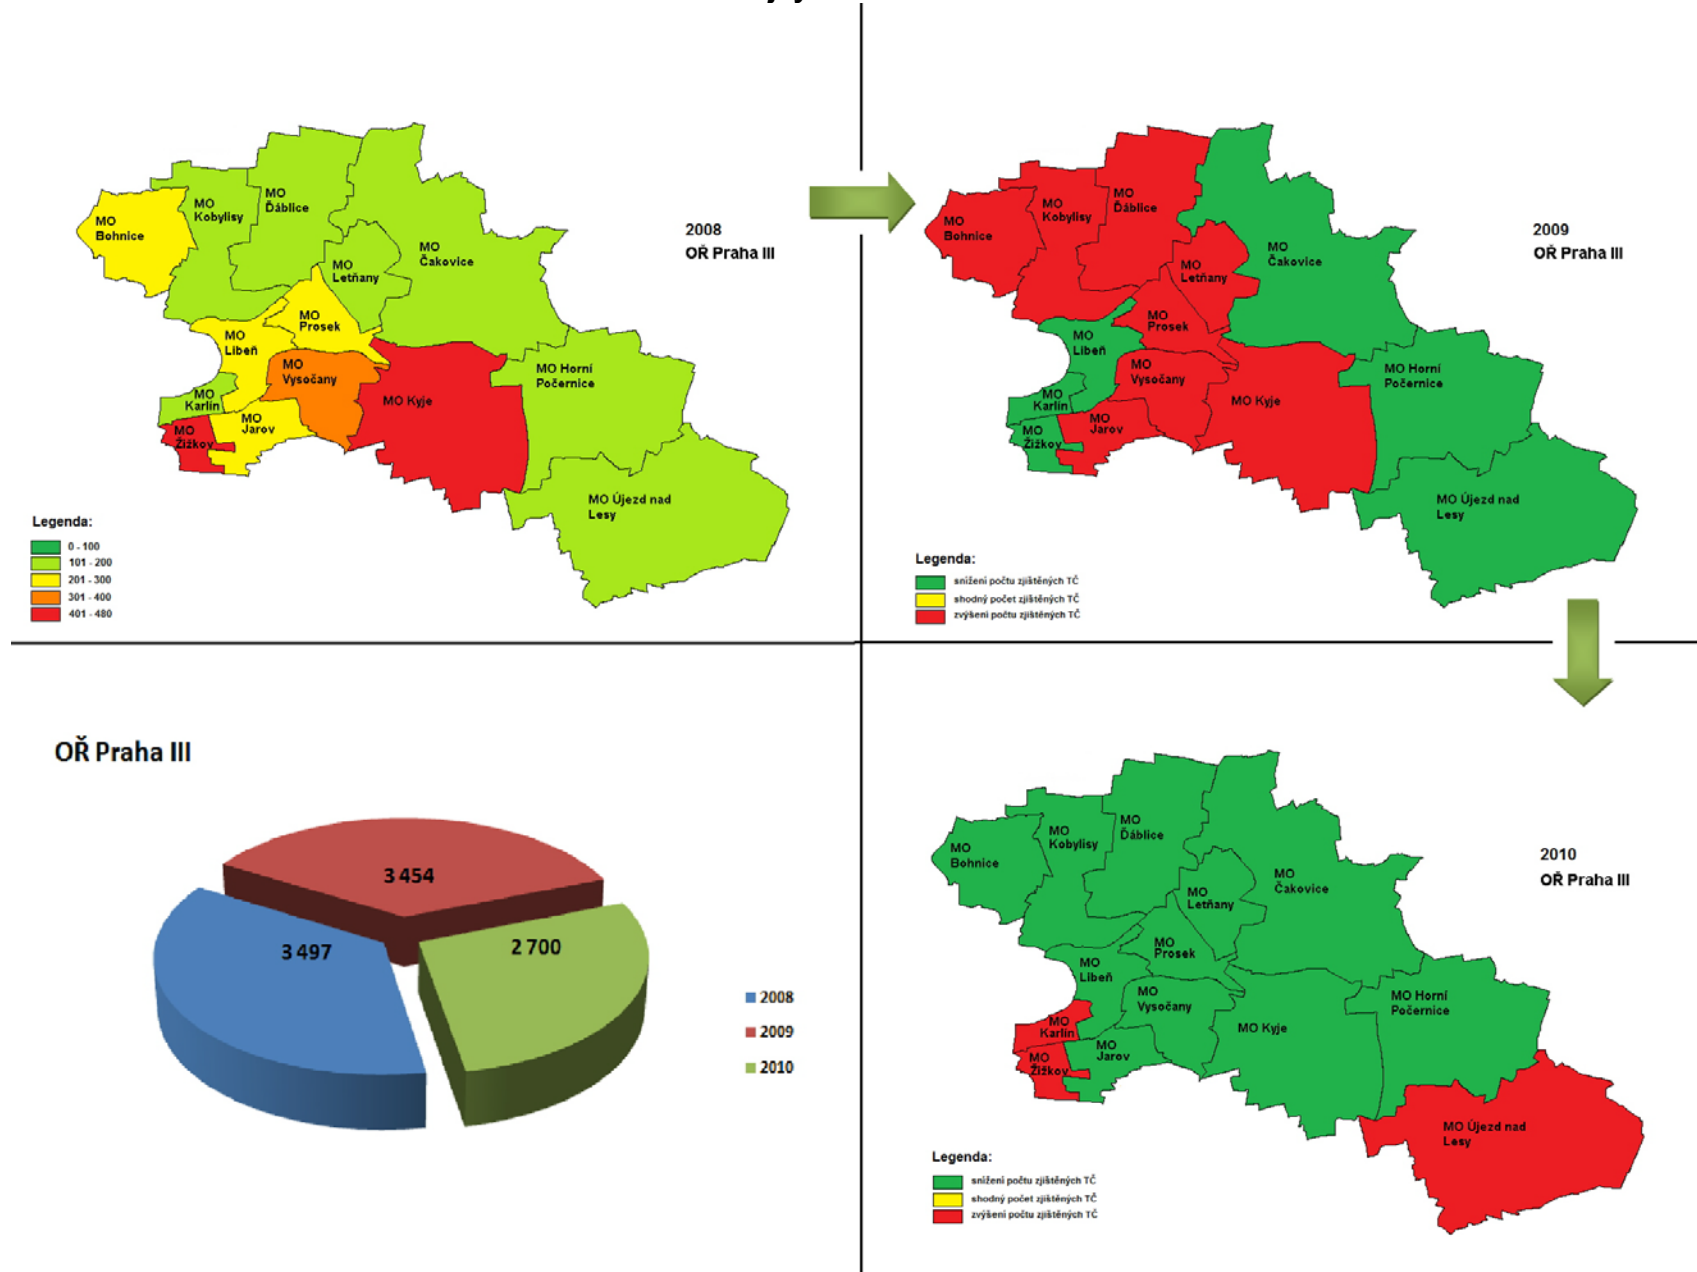 MO
Bohnice
MO
Kobylisy
MO
Ďáblice
MO
Letňany
MO
Čakovice
MO
Prosek
MO
Libeň
MO
Vysočany
MO
Karlín
MO
Žižkov
MO
Jarov
MO Kyje
MO Horní
Počernice
MO Újezd nad
Lesy
2008
OŘ Praha III
Legenda:
0 - 100
101 - 200
201 - 300
301 - 400
401 - 480
MO
Bohnice
MO
Kobylisy
MO
Ďáblice
MO
Letňany
MO
Čakovice
MO
Prosek
MO
Libeň
MO
Vysočany
MO
Karlín
MO
Žižkov
MO
Jarov
MO Kyje
MO Horní
Počernice
MO Újezd nad
Lesy
2009
OŘ Praha III
Legenda:
snížení počtu zjištěných TČ
shodný počet zjištěných TČ
zvýšení počtu zjištěných TČ
OŘ Praha III
3 454
3 497
2 700
2008
2009
2010
MO
Bohnice
MO
Kobylisy
MO
Ďáblice
MO
Letňany
MO
Čakovice
MO
Prosek
MO
Libeň
MO
Vysočany
MO
Karlín
MO
Žižkov
MO
Jarov
MO Kyje
MO Horní
Počernice
MO Újezd nad
Lesy
2010
OŘ Praha III
Legenda:
snížení počtu zjištěných TČ
shodný počet zjištěných TČ
zvýšení počtu zjištěných TČ